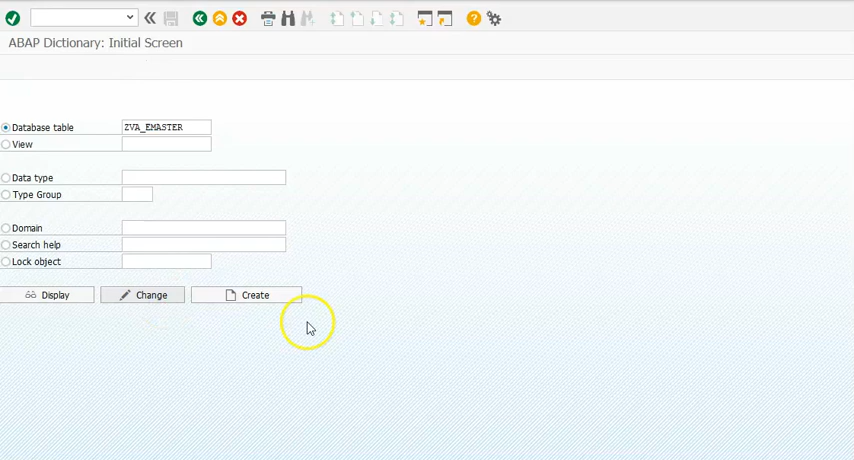 ABAP Dictionary: Initial Screen
Database table ZVA_EMASTER
View
Data type
Type Group
Domain
Search help
Lock object
Display Change Create